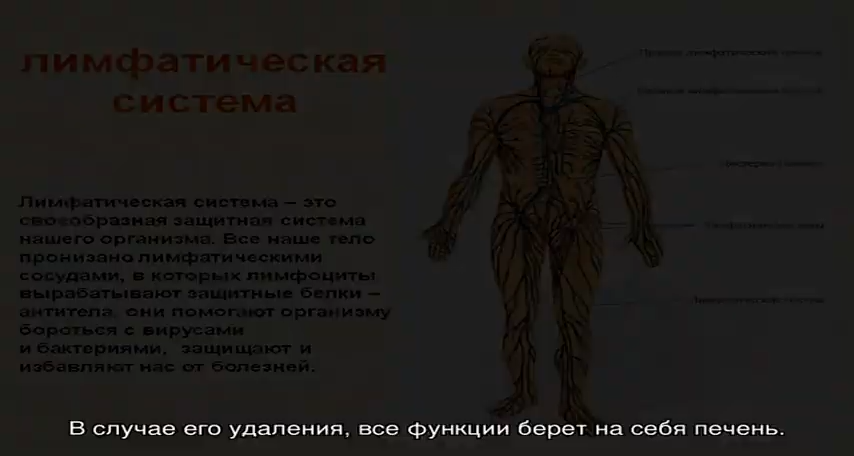 лимфатическая
система
Лимфатическая система – это
своеобразная защитная система
нашего организма. Все наше тело
пронизано лимфатическими
сосудами, в которых лимфоциты
вырабатывают защитные белки –
антитела, они помогают организму
бороться с вирусами
и бактериями, защищают и
избавляют нас от болезней.
В случае его удаления, все функции берет на себя печень.